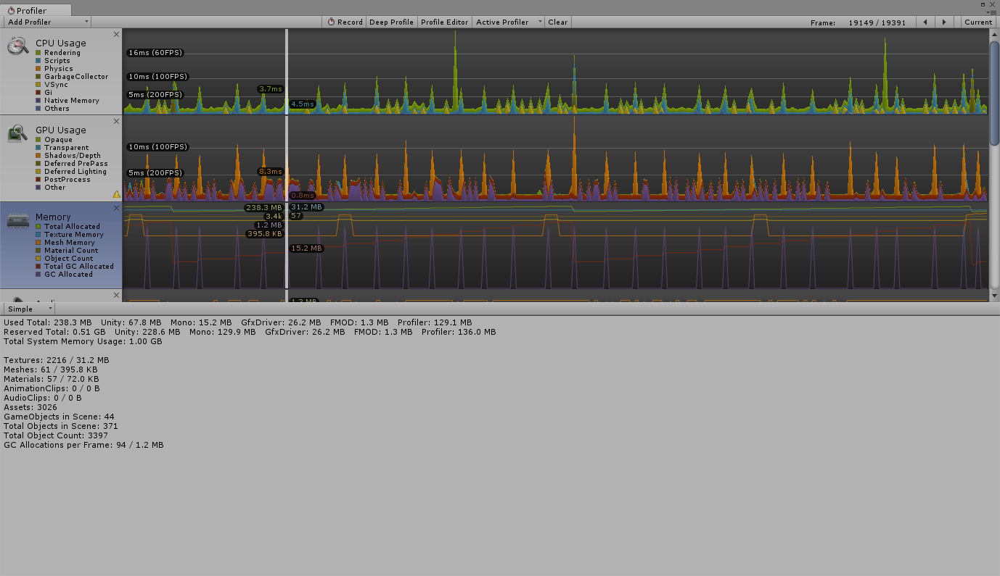 Profiler
Add Profiler
Record
Deep Profile
Profile Editor
Active Profiler
Clear
Frame: 19149 / 19391
Current
CPU Usage
Rendering
Scripts
Physics
GarbageCollector
VSync
Gi
Native Memory
Others
16ms (60FPS)
10ms (100FPS)
5ms (200FPS)
3.7ms
4.5ms
GPU Usage
Opaque
Transparent
Shadows/Depth
Deferred PrePass
Deferred Lighting
PostProcess
Other
10ms (100FPS)
5ms (200FPS)
8.3ms
0.8ms
Memory
Total Allocated
Texture Memory
Mesh Memory
Material Count
Object Count
Total GC Allocated
GC Allocated
238.3 MB
31.2 MB
3.4k
57
1.2 MB
395.8 KB
15.2 MB
1.3 MB
Simple
Used Total: 238.3 MB Unity: 67.8 MB Mono: 15.2 MB GfxDriver: 26.2 MB FMOD: 1.3 MB Profiler: 129.1 MB
Reserved Total: 0.51 GB Unity: 228.6 MB Mono: 129.9 MB GfxDriver: 26.2 MB FMOD: 1.3 MB Profiler: 136.0 MB
Total System Memory Usage: 1.00 GB
Textures: 2216 / 31.2 MB
Meshes: 61 / 395.8 KB
Materials: 57 / 72.0 KB
AnimationClips: 0 / 0 B
AudioClips: 0 / 0 B
Assets: 3026
GameObjects in Scene: 44
Total Objects in Scene: 371
Total Object Count: 3397
GC Allocations per Frame: 94 / 1.2 MB